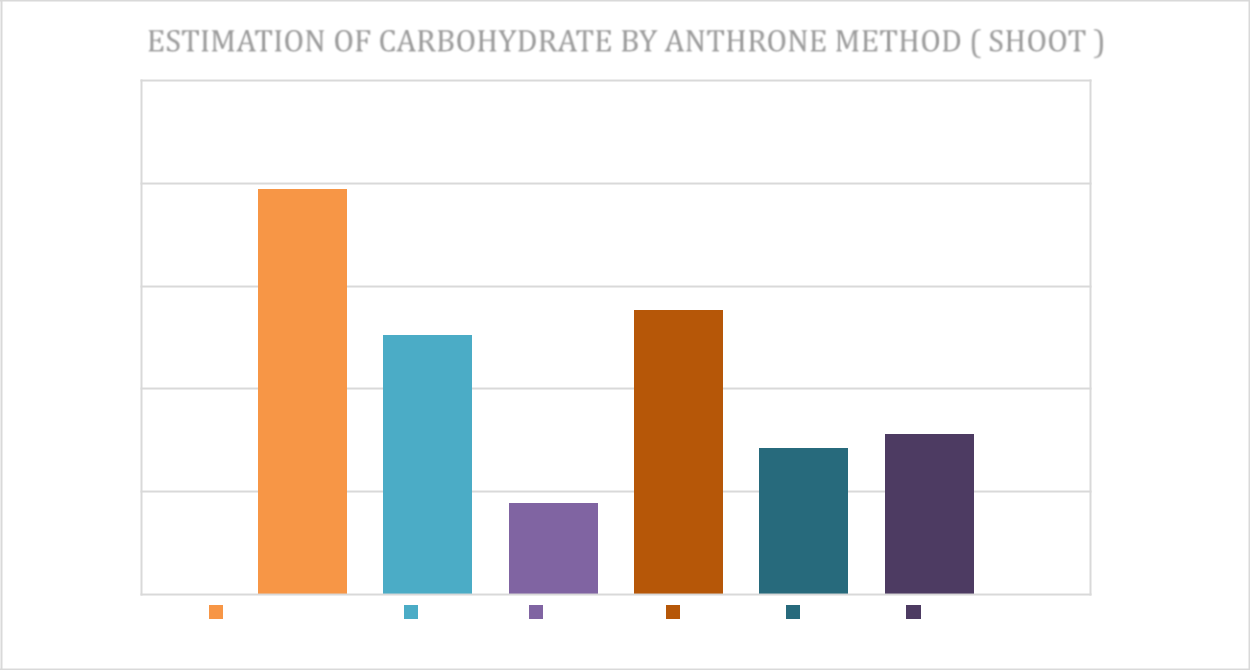 ESTIMATION OF CARBOHYDRATE BY ANTHRONE METHOD ( SHOOT )